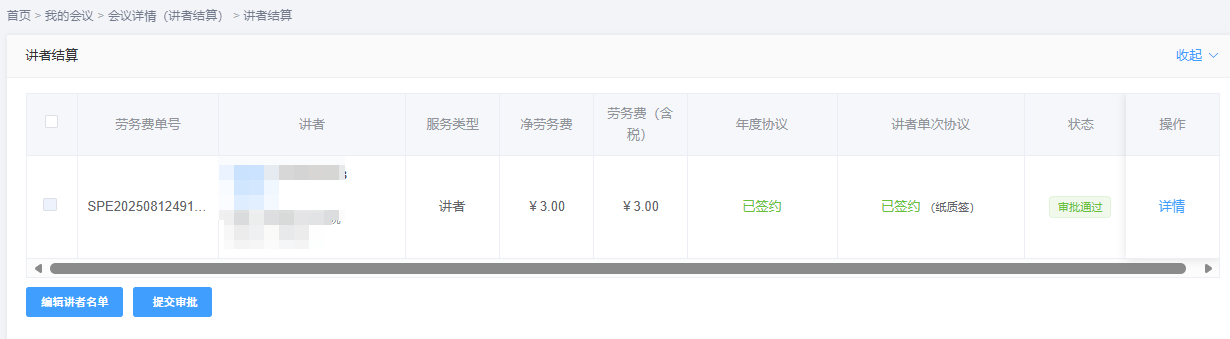 首页 > 我的会议 > 会议详情（讲者结算） > 讲者结算
讲者结算
收起
劳务费单号
讲者
服务类型
净劳务费
劳务费（含
税）
年度协议
讲者单次协议
状态
操作
SPE20250812491...
讲者
￥3.00
￥3.00
已签约
已签约（纸质签）
审批通过
详情
编辑讲者名单
提交审批